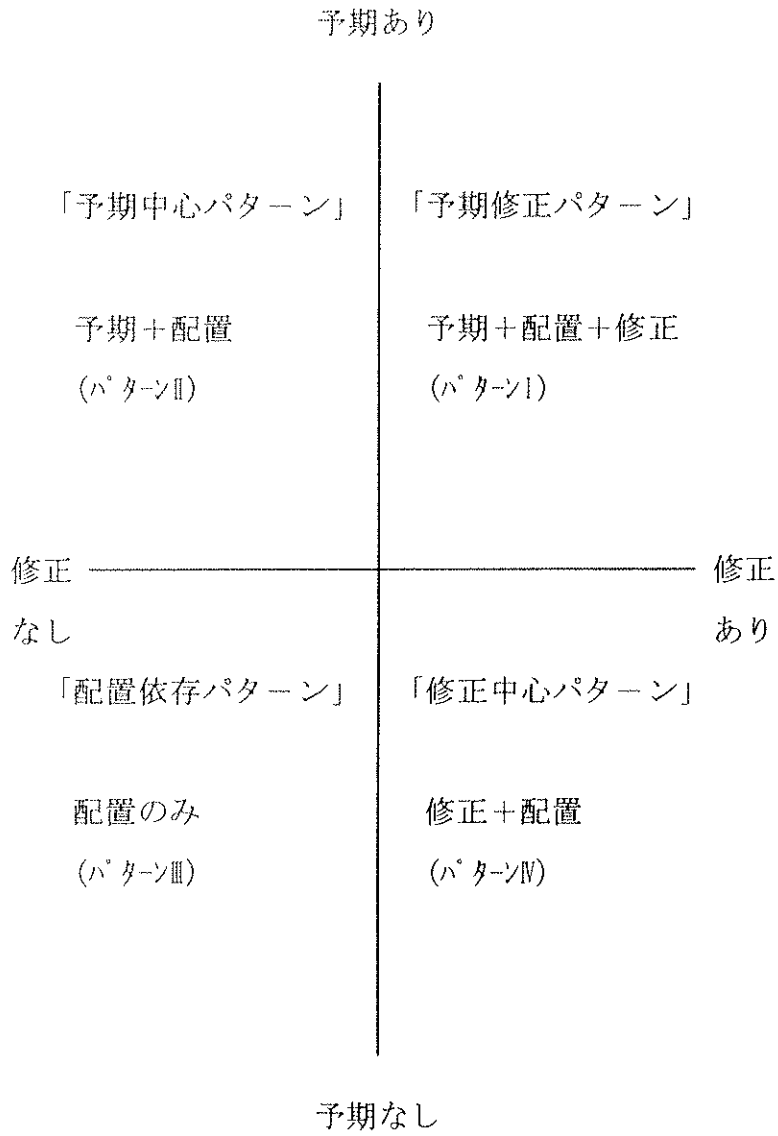 予期あり
「予期中心パターン」
「予期修正パターン」
予期+配置
(パターンⅡ)
予期+配置+修正
(パターンⅠ)
修正
なし
修正
あり
「配置依存パターン」
「修正中心パターン」
配置のみ
(パターンⅢ)
修正+配置
(パターンⅣ)
予期なし